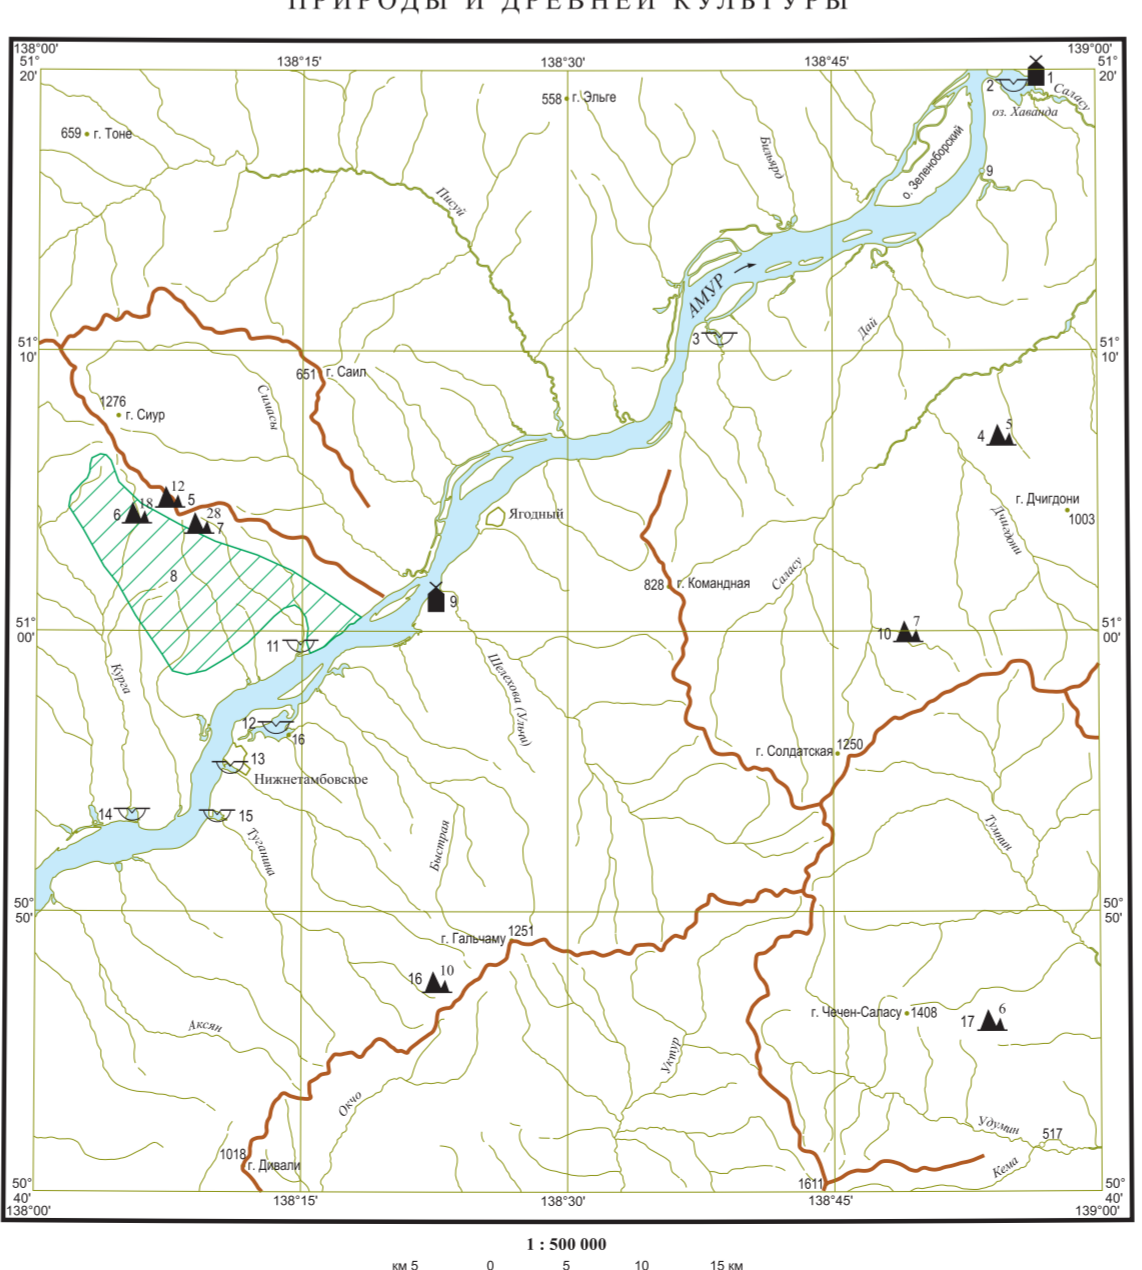 ПРИРОДЫ И ДРЕВНЕЙ КУЛЬТУРЫ
138°00' 138°15' 138°30' 138°45' 139°00'
51° 20' 51° 20'
2 1
Саласу
оз. Хаванда
558 г. Эльге
659 г. Тоне
Бильярд
о. Зеленоборский
9
Писуй
АМУР
3
Дай
51° 10' 51° 10'
651 г. Саил
Симасы
1276
г. Сиур
4 5
12
18 5
6 28
7
г. Дчигдони
1003
Ягодный
Дчигдони
8
828 г. Командная
Саласу
9
7
10
51° 00' 51° 00'
11
Курга
Шелехова (Ульти)
12
16
13
Нижнетамбовское
г. Солдатская 1250
14 15
Туганина
Быстрая
Тумнин
50° 50' 50° 50'
г. Гальчаму 1251
16 10
г. Чечен-Саласу 1408
17 6
Аксян
Уктур
Окчо
Удумин
517
1018
г. Дивали
Кема
1611
50° 40' 50° 40'
138°00' 138°15' 138°30' 138°45' 139°00'
1 : 500 000
км 5 0 5 10 15 км